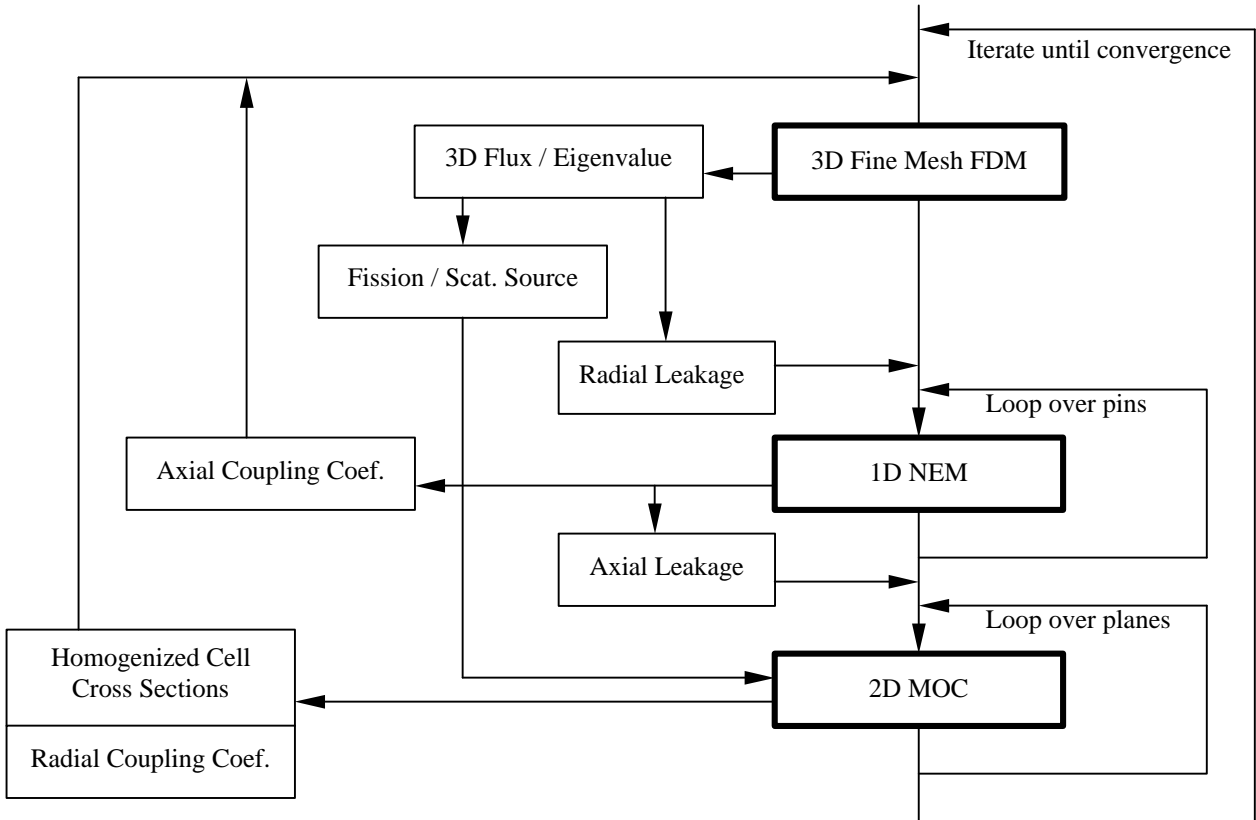 Iterate until convergence
3D Flux / Eigenvalue
3D Fine Mesh FDM
Fission / Scat. Source
Radial Leakage
Loop over pins
Axial Coupling Coef.
1D NEM
Axial Leakage
Loop over planes
Homogenized Cell
Cross Sections
2D MOC
Radial Coupling Coef.